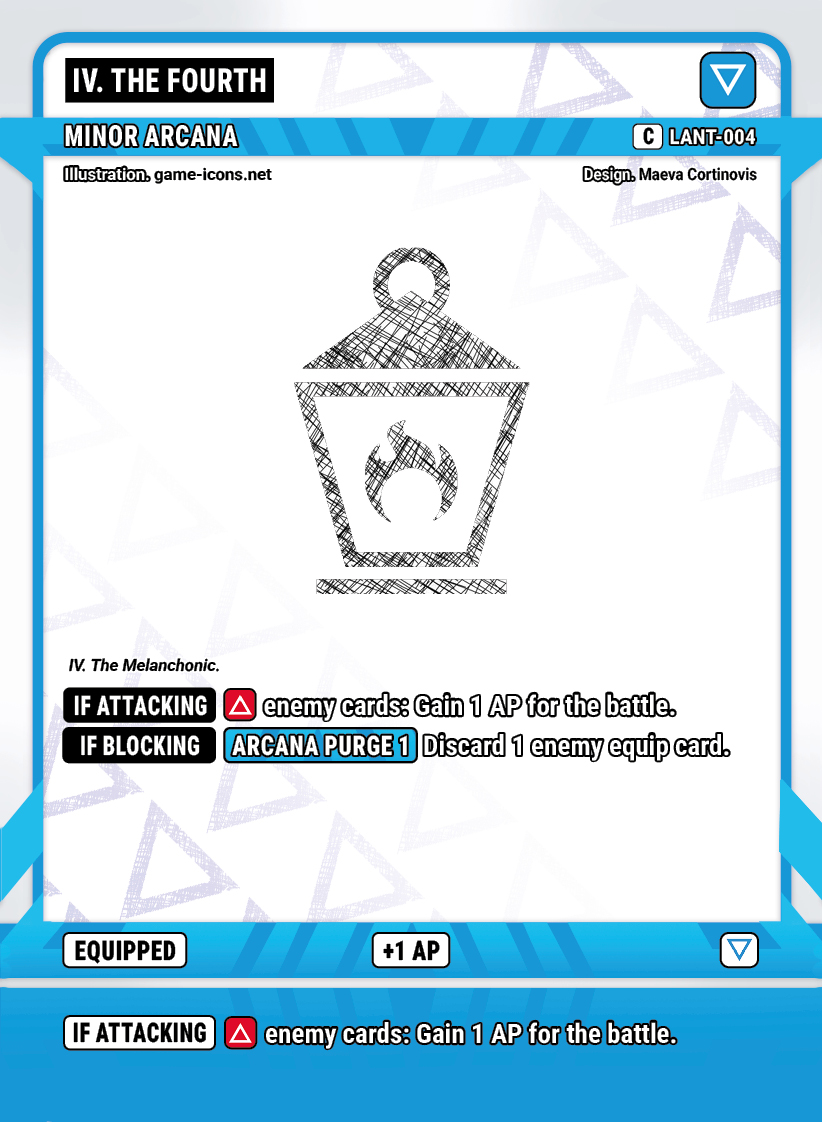 IV. THE FOURTH
MINOR ARCANA
C LANT-004
Illustration. game-icons.net
Design. Maeva Cortinovis
IV. The Melanchonic.
IF ATTACKING enemy cards: Gain 1 AP for the battle.
IF BLOCKING ARCANA PURGE 1 Discard 1 enemy equip card.
EQUIPPED
+1 AP
IF ATTACKING enemy cards: Gain 1 AP for the battle.